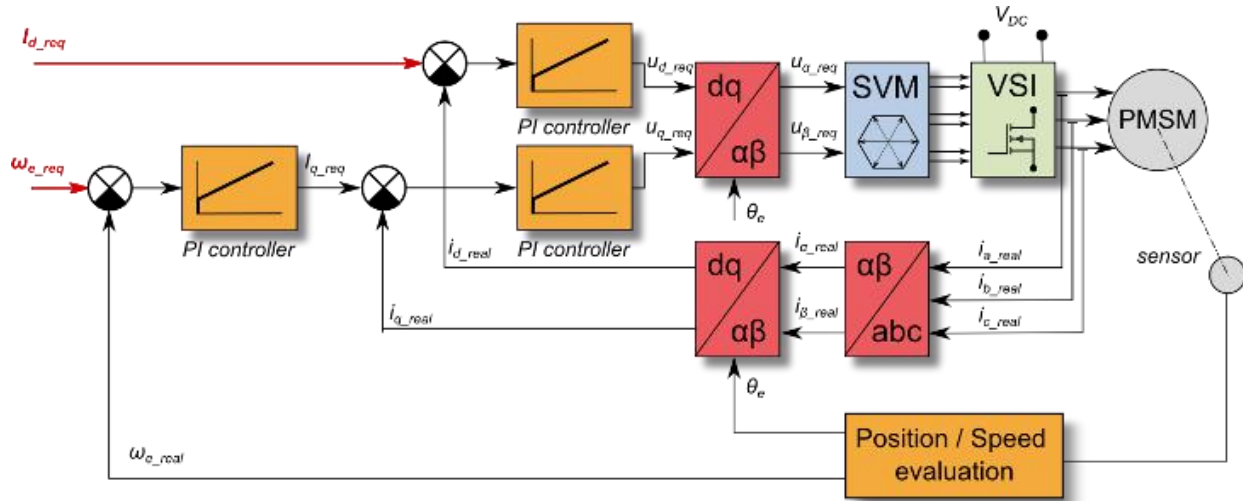 I_d_req
ω_e_req
PI controller
I_q_req
PI controller
PI controller
u_d_req
u_q_req
dq
αβ
θ_e
u_α_req
u_β_req
SVM
V_DC
VSI
PMSM
sensor
i_d_real
i_q_real
dq
αβ
θ_e
i_α_real
i_β_real
αβ
abc
i_a_real
i_b_real
i_c_real
ω_e_real
Position / Speed
evaluation